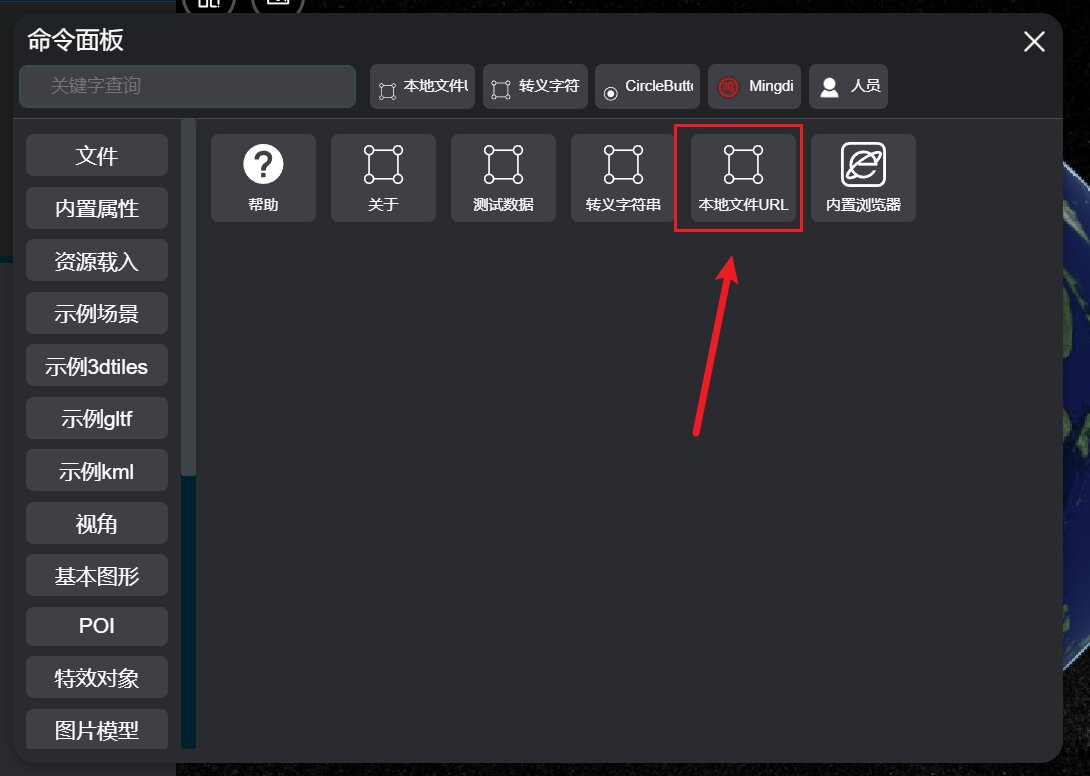 命令面板
关键字查询
本地文件U
转义字符
CircleButto
Mingdi
人员
文件
内置属性
资源载入
示例场景
示例3dtiles
示例gltf
示例kml
视角
基本图形
POI
特效对象
图片模型
帮助
关于
测试数据
转义字符串
本地文件URL
内置浏览器